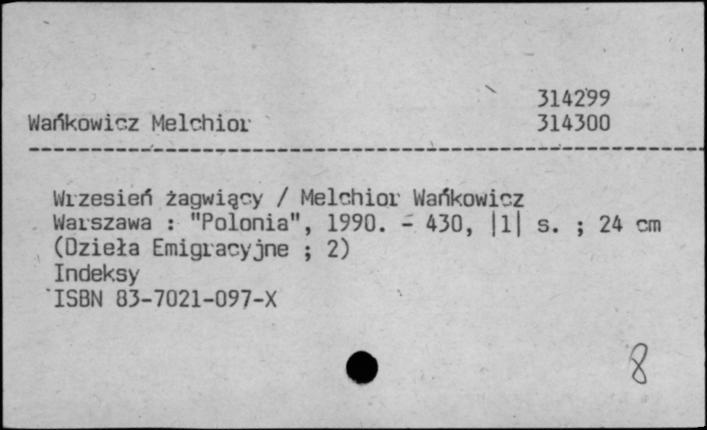 314299
Wańkowicz Melchior 314300
Wrzesień żagwiący / Melchior Wańkowicz
Warszawa : "Polonia", 1990. - 430, |1| s. ; 24 cm
(Dzieła Emigracyjne ; 2)
Indeksy
ISBN 83-7021-097-X
8